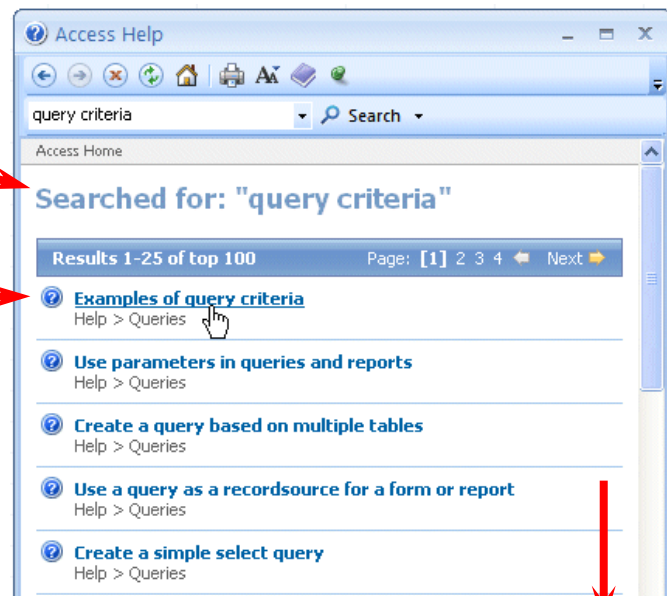 Access Help
query criteria Search
Access Home
Searched for: "query criteria"
Results 1-25 of top 100 Page: [1] 2 3 4 Next
Examples of query criteria
Help > Queries
Use parameters in queries and reports
Help > Queries
Create a query based on multiple tables
Help > Queries
Use a query as a recordsource for a form or report
Help > Queries
Create a simple select query
Help > Queries